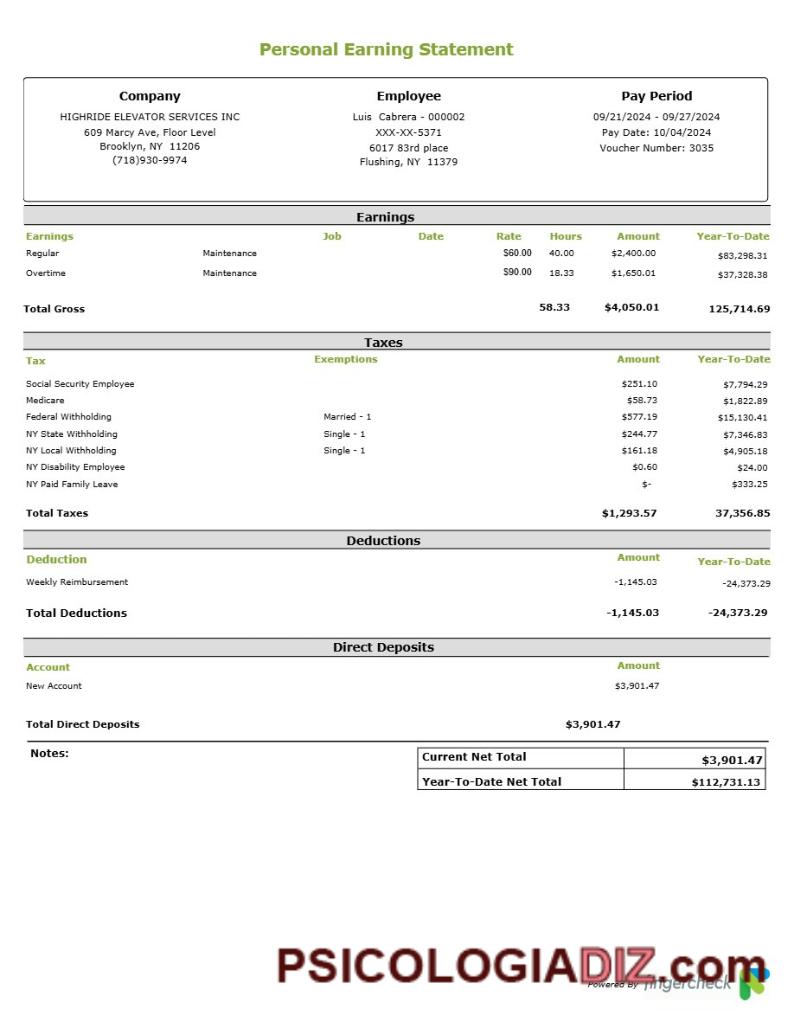 Personal Earning Statement
Company Employee Pay Period
HIGHRIDE ELEVATOR SERVICES INC Luis Cabrera - 000002 09/21/2024 - 09/27/2024
609 Marcy Ave, Floor Level XXX-XX-5371 Pay Date: 10/04/2024
Brooklyn, NY 11206 6017 83rd place Voucher Number: 3035
(718)930-9974 Flushing, NY 11379
Earnings
Earnings Job Date Rate Hours Amount Year-To-Date
Regular Maintenance $60.00 40.00 $2,400.00 $83,298.31
Overtime Maintenance $90.00 18.33 $1,650.01 $37,328.38
Total Gross 58.33 $4,050.01 125,714.69
Taxes
Tax Exemptions Amount Year-To-Date
Social Security Employee $251.10 $7,794.29
Medicare $58.73 $1,822.89
Federal Withholding Married - 1 $577.19 $15,130.41
NY State Withholding Single - 1 $244.77 $7,346.83
NY Local Withholding Single - 1 $161.18 $4,905.18
NY Disability Employee $0.60 $24.00
NY Paid Family Leave $- $333.25
Total Taxes $1,293.57 37,356.85
Deductions
Deduction Amount Year-To-Date
Weekly Reimbursement -1,145.03 -24,373.29
Total Deductions -1,145.03 -24,373.29
Direct Deposits
Account Amount
New Account $3,901.47
Total Direct Deposits $3,901.47
Notes: Current Net Total $3,901.47
Year-To-Date Net Total $112,731.13
PSICOLOGIADIZ.com
Powered By fingercheck